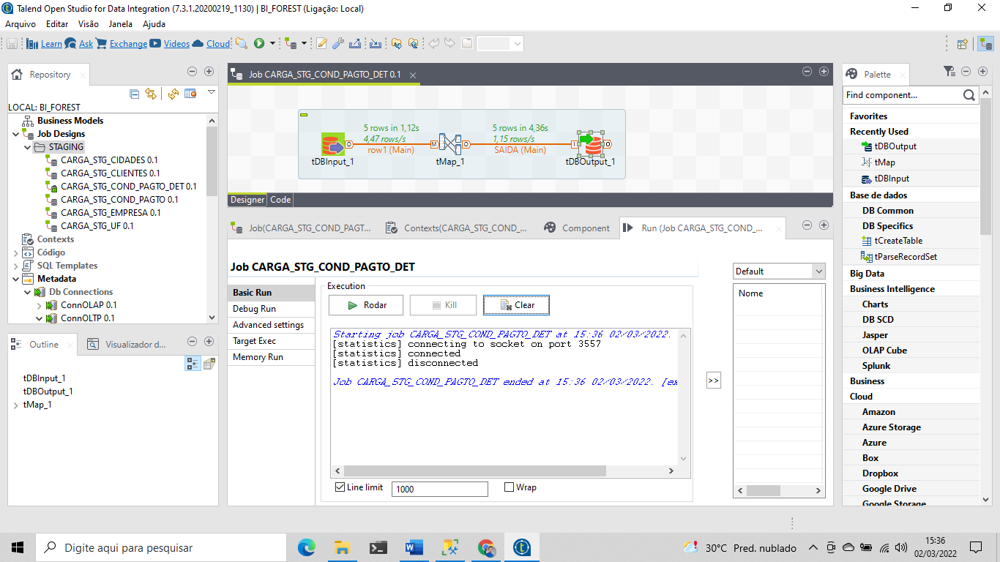 Talend Open Studio for Data Integration (7.3.1.20200219_1130) | BI_FOREST (Ligação: Local)
Arquivo Editar Visão Janela Ajuda
Learn Ask Exchange Videos Cloud
Repository
LOCAL: BI_FOREST
Business Models
Job Designs
STAGING
CARGA_STG_CIDADES 0.1
CARGA_STG_CLIENTES 0.1
CARGA_STG_COND_PAGTO_DET 0.1
CARGA_STG_COND_PAGTO 0.1
CARGA_STG_EMPRESA 0.1
CARGA_STG_UF 0.1
Contexts
Código
SQL Templates
Metadata
Db Connections
ConnOLAP 0.1
ConnOLTP 0.1
Outline
Visualizador d...
tDBInput_1
tDBOutput_1
tMap_1
Job CARGA_STG_COND_PAGTO_DET 0.1
5 rows in 1,12s
4,47 rows/s
row1 (Main)
5 rows in 4,36s
1,15 rows/s
SAIDA (Main)
O M O I O
tDBInput_1
tMap_1
tDBOutput_1
Designer Code
Job(CARGA_STG_COND_PAGT...
Contexts(CARGA_STG_COND_...
Component
Run (Job CARGA_STG_COND_...
Job CARGA_STG_COND_PAGTO_DET
Basic Run
Debug Run
Advanced settings
Target Exec
Memory Run
Execution
Rodar
Kill
Clear
Starting job CARGA_STG_COND_PAGTO_DET at 15:36 02/03/2022.
[statistics] connecting to socket on port 3557
[statistics] connected
[statistics] disconnected
Job CARGA_STG_COND_PAGTO_DET ended at 15:36 02/03/2022. [ex
Line limit
1000
Wrap
>>
Default
Nome
Palette
Find component...
Favorites
Recently Used
tDBOutput
tMap
tDBInput
Base de dados
DB Common
DB Specifics
tCreateTable
tParseRecordSet
Big Data
Business Intelligence
Charts
DB SCD
Jasper
OLAP Cube
Splunk
Business
Cloud
Amazon
Azure Storage
Azure
Box
Dropbox
Google Drive
Google Storage
Digite aqui para pesquisar
30°C Pred. nublado
15:36
02/03/2022